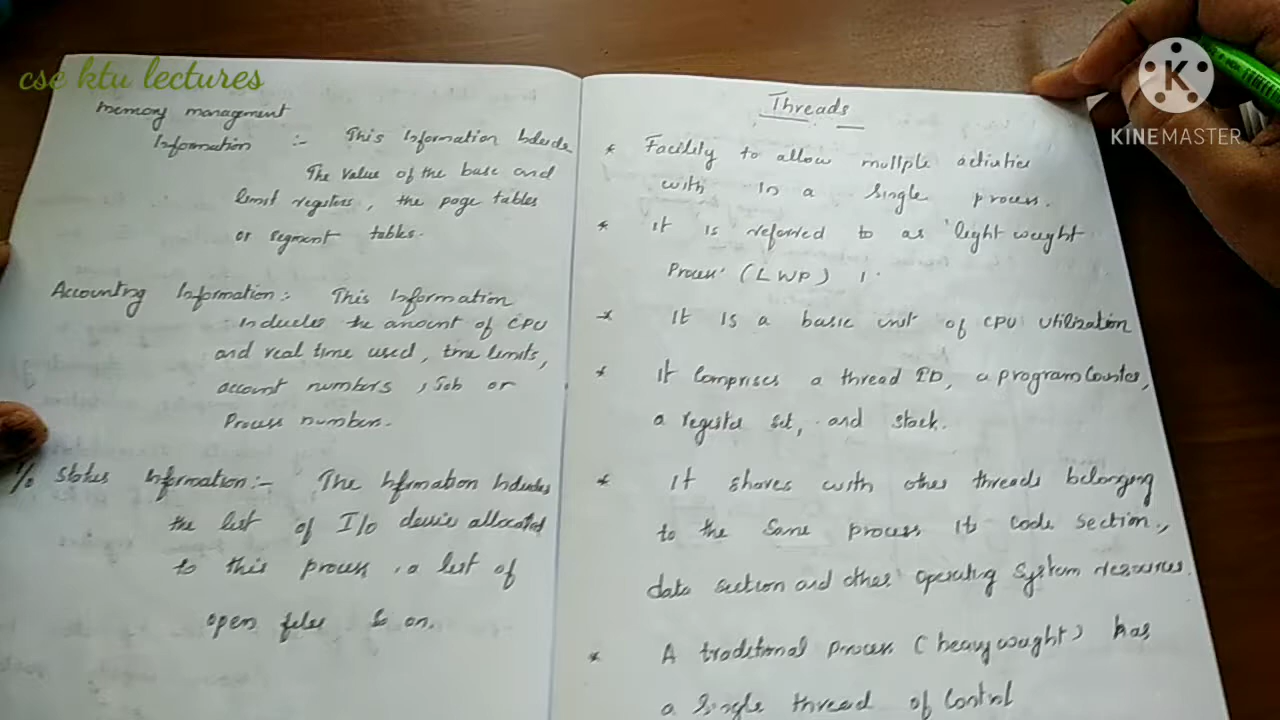 cse ktu lectures
KINEMASTER
Memory management
Information :- This Information Include
The value of the base and
limit registers, the page tables
or segment tables.
Accounting Information :- This Information
Includes the amount of CPU
and real time used, time limits,
account numbers, Job or
Process numbers.
I/O Status Information :- The Information Includes
the list of I/O device allocated
to this process, a list of
open files & so on.
Threads
* Facility to allow multiple activities
with in a single process.
* It is referred to as 'light weight
Process' (LWP)
* It is a basic unit of CPU utilization
* It Comprises a thread ID, a program Counter,
a register set, and stack.
* It shares with other threads belonging
to the same process its code section,
data section and other operating system resources.
* A traditional process (heavy weight) has
a single thread of control